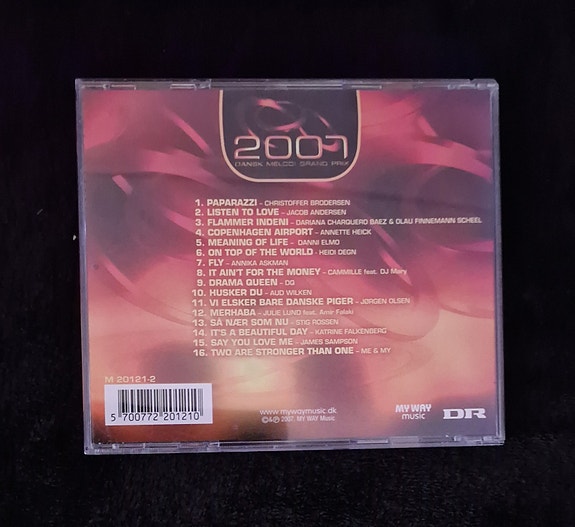 2007
DANSK MELODI GRAND PRIX
1. PAPARAZZI – CHRISTOFFER BRODERSEN
2. LISTEN TO LOVE – JACOB ANDERSEN
3. FLAMMER INDENI – DARIANA CHARQUERO BAEZ & OLAU FINNEMANN SCHEEL
4. COPENHAGEN AIRPORT – ANNETTE HEICK
5. MEANING OF LIFE – DANNI ELMO
6. ON TOP OF THE WORLD – HEIDI DEGN
7. FLY – ANNIKA ASKMAN
8. IT AIN'T FOR THE MONEY – CAMMILLE feat. DJ Mary
9. DRAMA QUEEN – DQ
10. HUSKER DU – AUD WILKEN
11. VI ELSKER BARE DANSKE PIGER – JØRGEN OLSEN
12. MERHABA – JULIE LUND feat. Amir Falaki
13. SÅ NÆR SOM NU – STIG ROSSEN
14. IT'S A BEAUTIFUL DAY – KATRINE FALKENBERG
15. SAY YOU LOVE ME – JAMES SAMPSON
16. TWO ARE STRONGER THAN ONE – ME & MY
M 20121-2
5 700772 201210
www.mywaymusic.dk
©&℗ 2007. MY WAY Music
MY WAY
music
DR